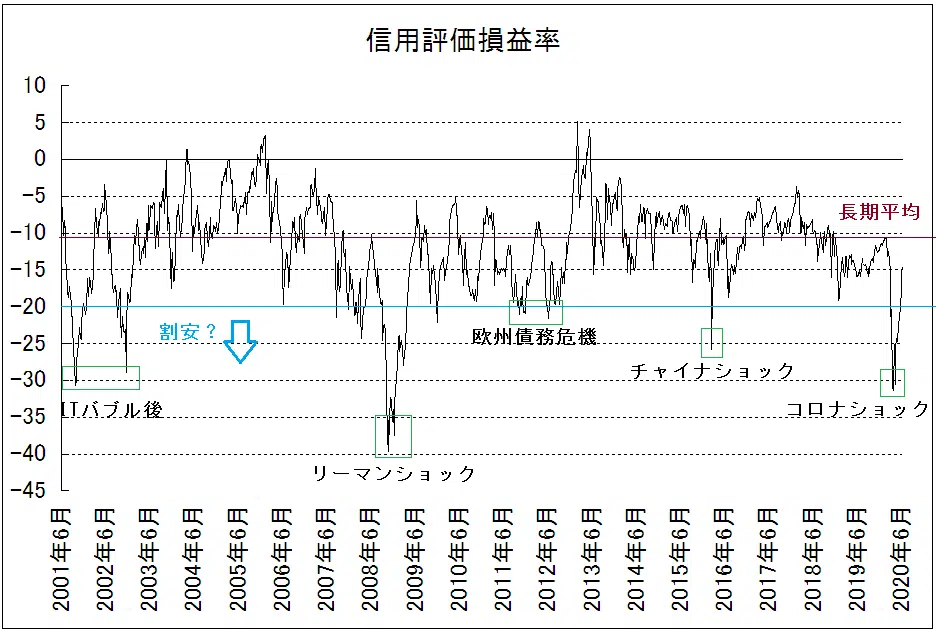 信用評価損益率
10
5
0
-5
長期平均
-10
-15
-20
割安？
欧州債務危機
-25
チャイナショック
-30
ITバブル後
コロナショック
-35
リーマンショック
-40
-45
2001年6月
2002年6月
2003年6月
2004年6月
2005年6月
2006年6月
2007年6月
2008年6月
2009年6月
2010年6月
2011年6月
2012年6月
2013年6月
2014年6月
2015年6月
2016年6月
2017年6月
2018年6月
2019年6月
2020年6月